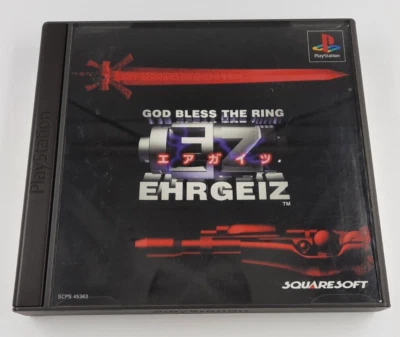 PlayStation
PlayStation
GOD BLESS THE RING
EZ
エアガイツ
EHRGEIZ
TM
SQUARESOFT
SCPS 45363